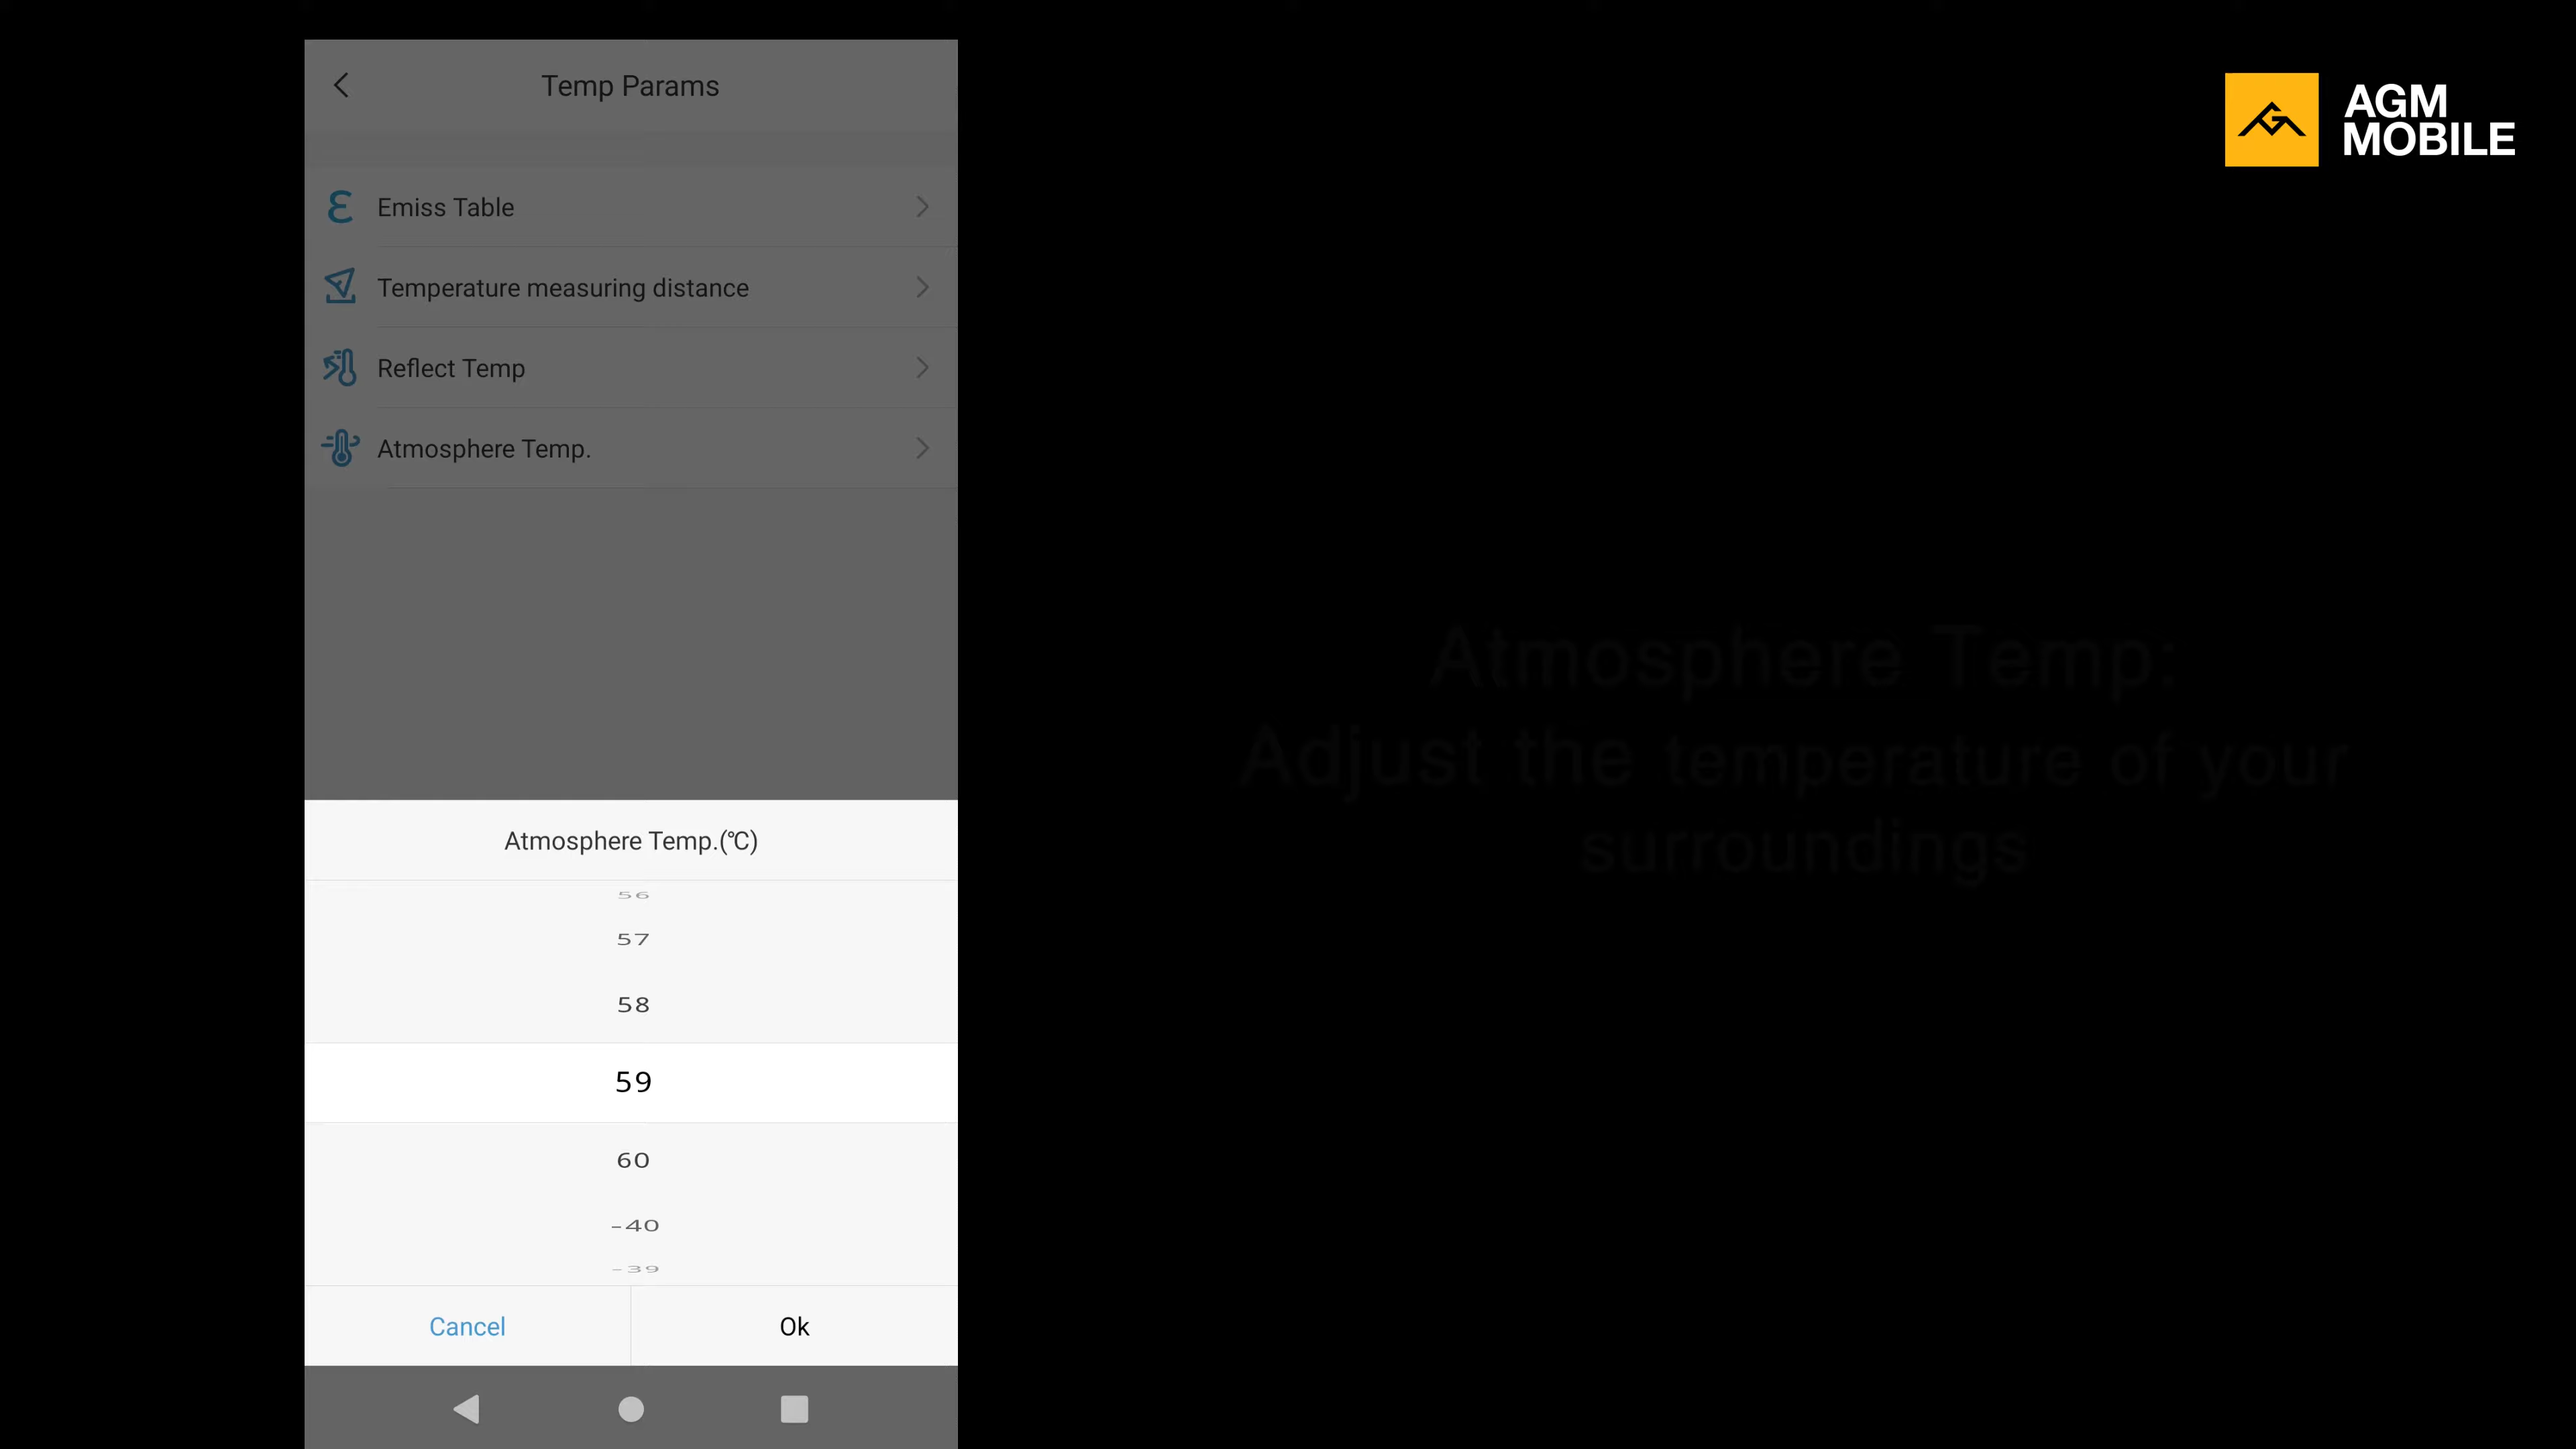 Temp Params
AGM
MOBILE
Emiss Table
Temperature measuring distance
Reflect Temp
Atmosphere Temp.
Atmosphere Temp:
Adjust the temperature of your
surroundings
Atmosphere Temp.(℃)
56
57
58
59
60
-40
-39
Cancel
Ok